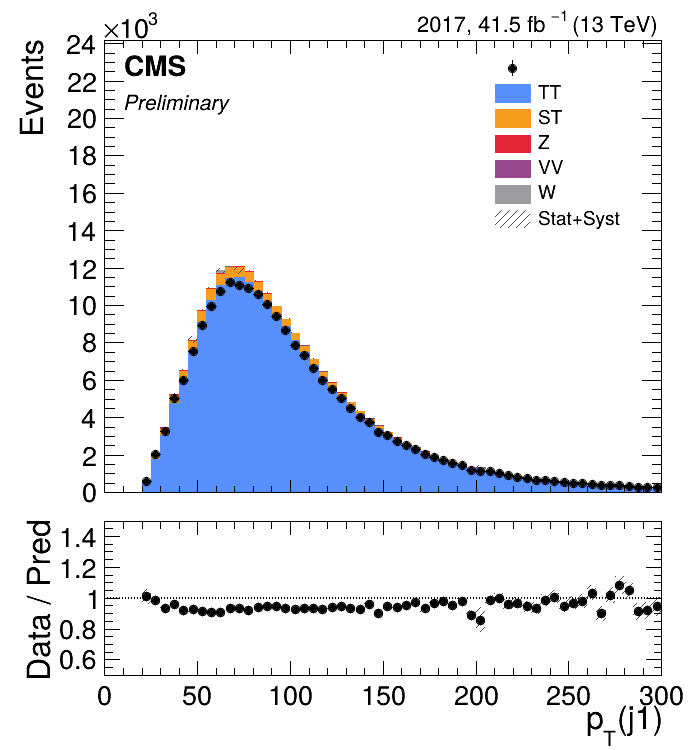 ×10³
2017, 41.5 fb⁻¹ (13 TeV)
Events
24
22
20
18
16
14
12
10
8
6
4
2
0
CMS
Preliminary
TT
ST
Z
VV
W
Stat+Syst
Data / Pred
1.4
1.2
1
0.8
0.6
0 50 100 150 200 250 300
p_T(j1)